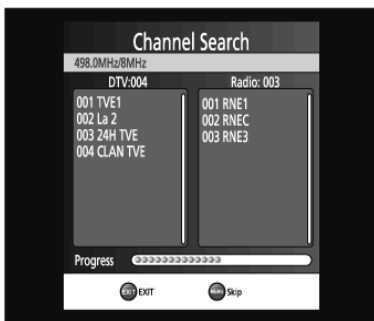 Channel Search
498.0MHz/8MHz
DTV:004
Radio: 003
001 TVE1
002 La 2
003 24H TVE
004 CLAN TVE
001 RNE1
002 RNEC
003 RNE3
Progress
EXIT EXIT
MENU Skip